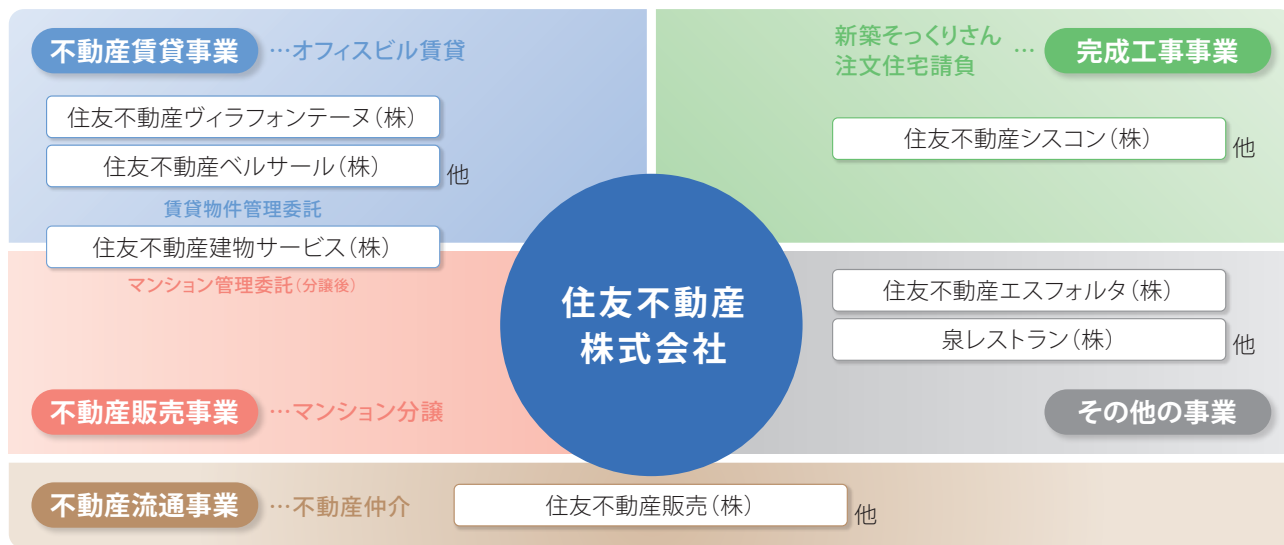 不動産賃貸事業 …オフィスビル賃貸
住友不動産ヴィラフォンテーヌ(株)
住友不動産ベルサール(株) 他
賃貸物件管理委託
住友不動産建物サービス(株)
マンション管理委託(分譲後)
不動産販売事業 …マンション分譲
新築そっくりさん
注文住宅請負 … 完成工事事業
住友不動産シスコン(株) 他
住友不動産
株式会社
住友不動産エスフォルタ(株)
泉レストラン(株) 他
その他の事業
不動産流通事業 …不動産仲介 住友不動産販売(株) 他